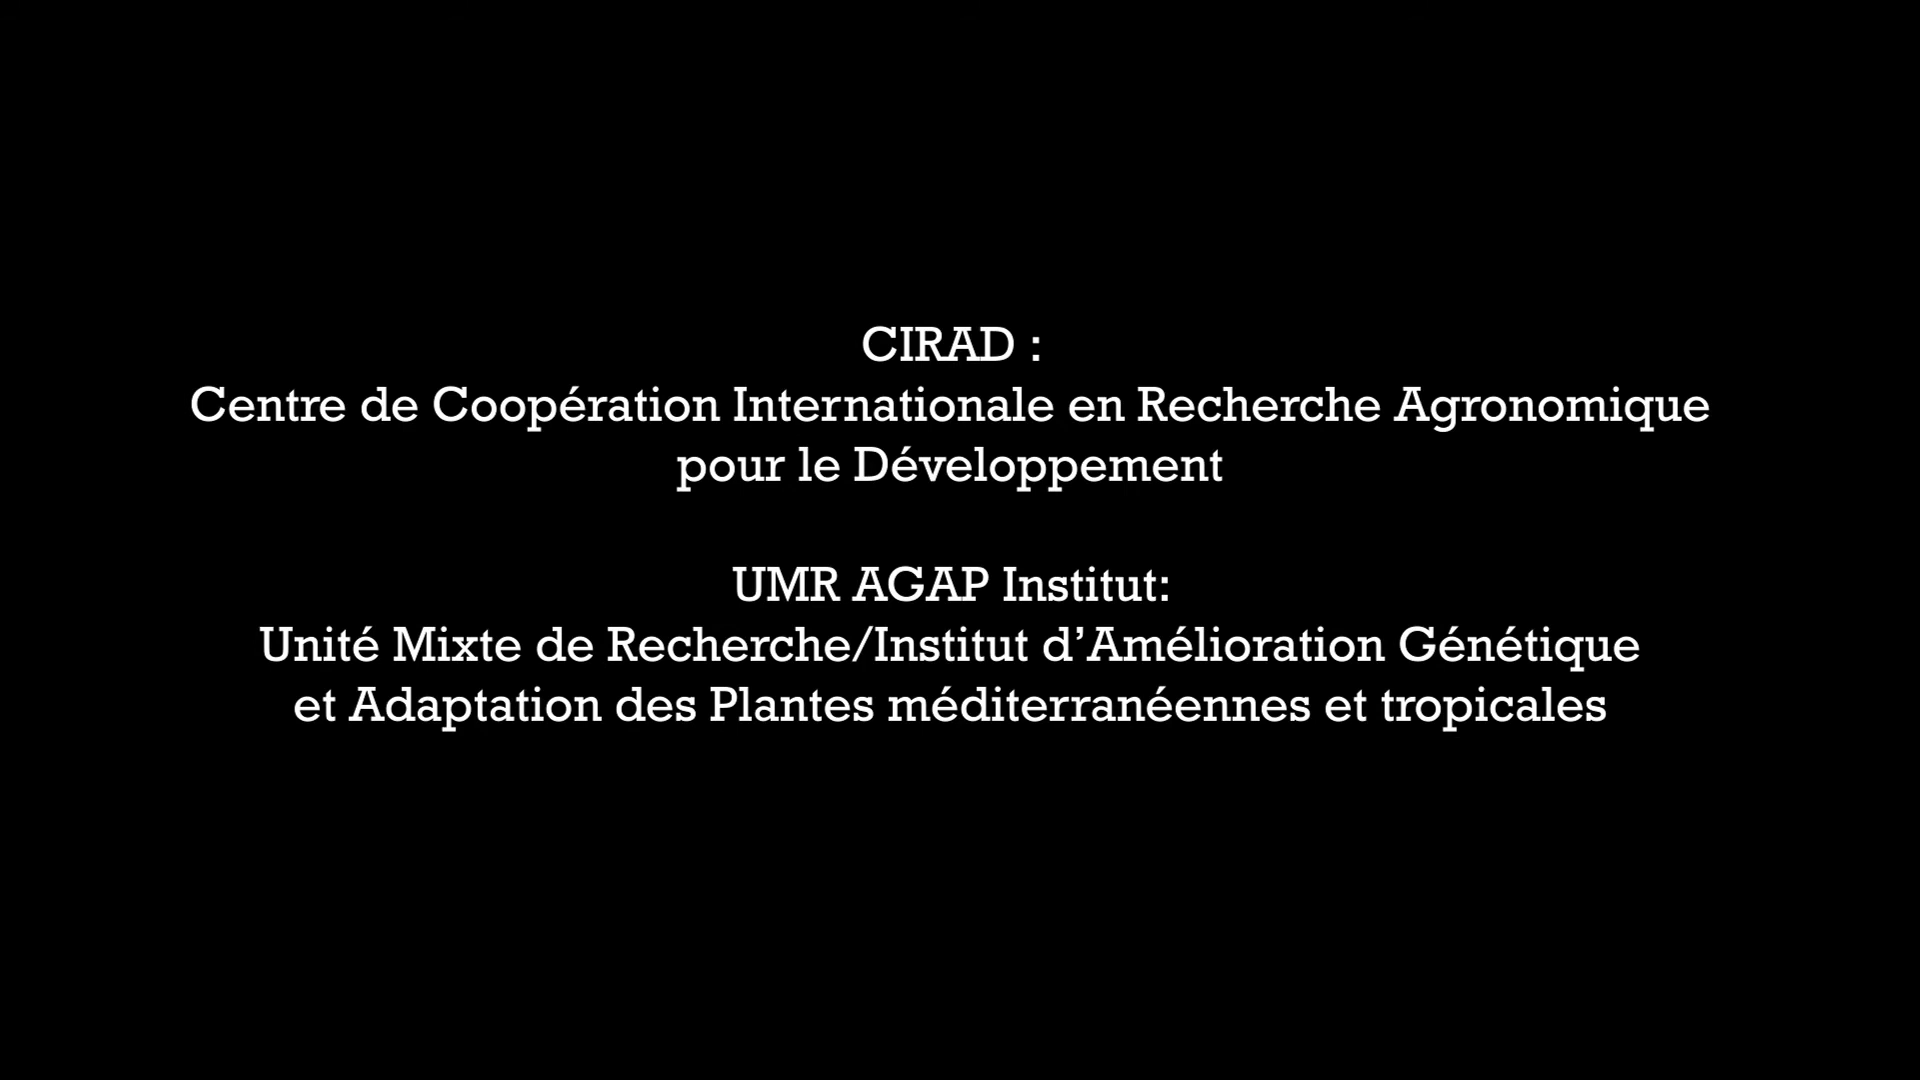 CIRAD :
Centre de Coopération Internationale en Recherche Agronomique
pour le Développement
UMR AGAP Institut:
Unité Mixte de Recherche/Institut d’Amélioration Génétique
et Adaptation des Plantes méditerranéennes et tropicales